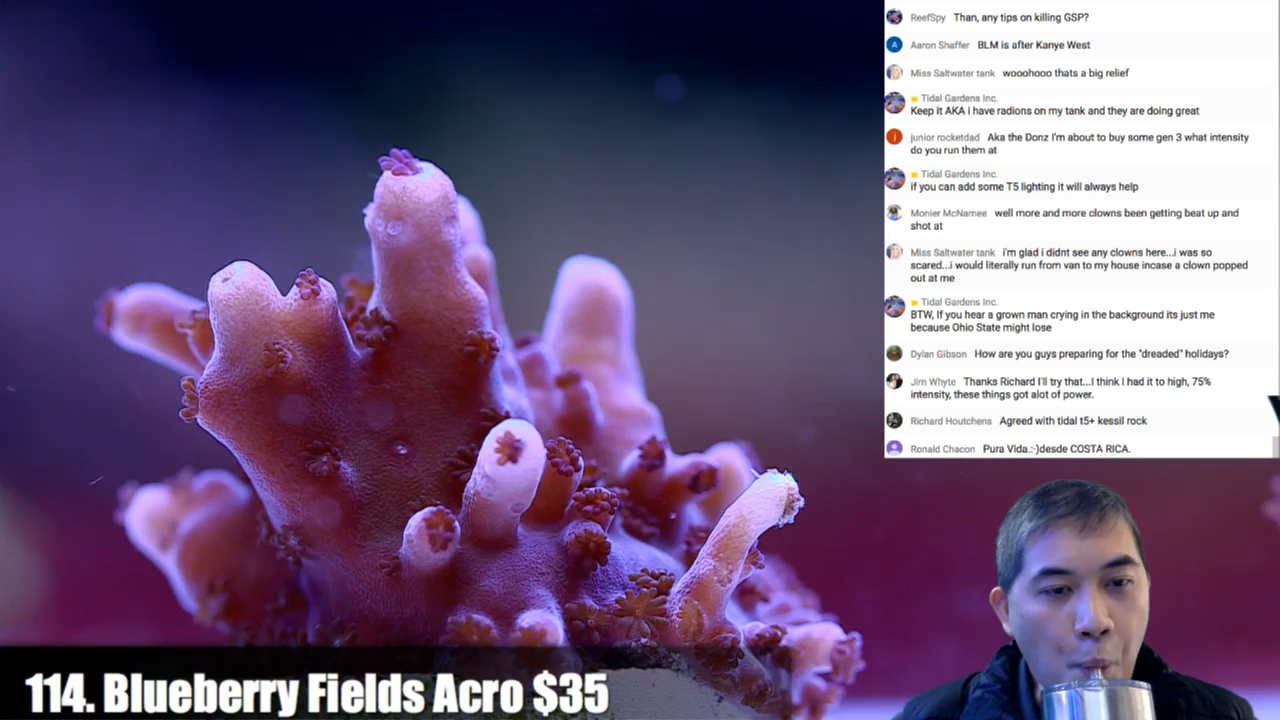 ReefSpy Than, any tips on killing GSP?
A Aaron Shaffer BLM is after Kanye West
Miss Saltwater tank wooohooo thats a big relief
Tidal Gardens Inc.
Keep it AKA i have radions on my tank and they are doing great
j junior rocketdad Aka the Donz I'm about to buy some gen 3 what intensity
do you run them at
Tidal Gardens Inc.
if you can add some T5 lighting it will always help
Monier McNamee well more and more clowns been getting beat up and
shot at
Miss Saltwater tank i'm glad i didnt see any clowns here...i was so
scared...i would literally run from van to my house incase a clown popped
out at me
Tidal Gardens Inc.
BTW, If you hear a grown man crying in the background its just me
because Ohio State might lose
Dylan Gibson How are you guys preparing for the "dreaded" holidays?
Jim Whyte Thanks Richard I'll try that...I think I had it to high, 75%
intensity, these things got alot of power.
Richard Houtchens Agreed with tidal t5+ kessil rock
Ronald Chacon Pura Vida.:-)desde COSTA RICA.
114. Blueberry Fields Acro $35